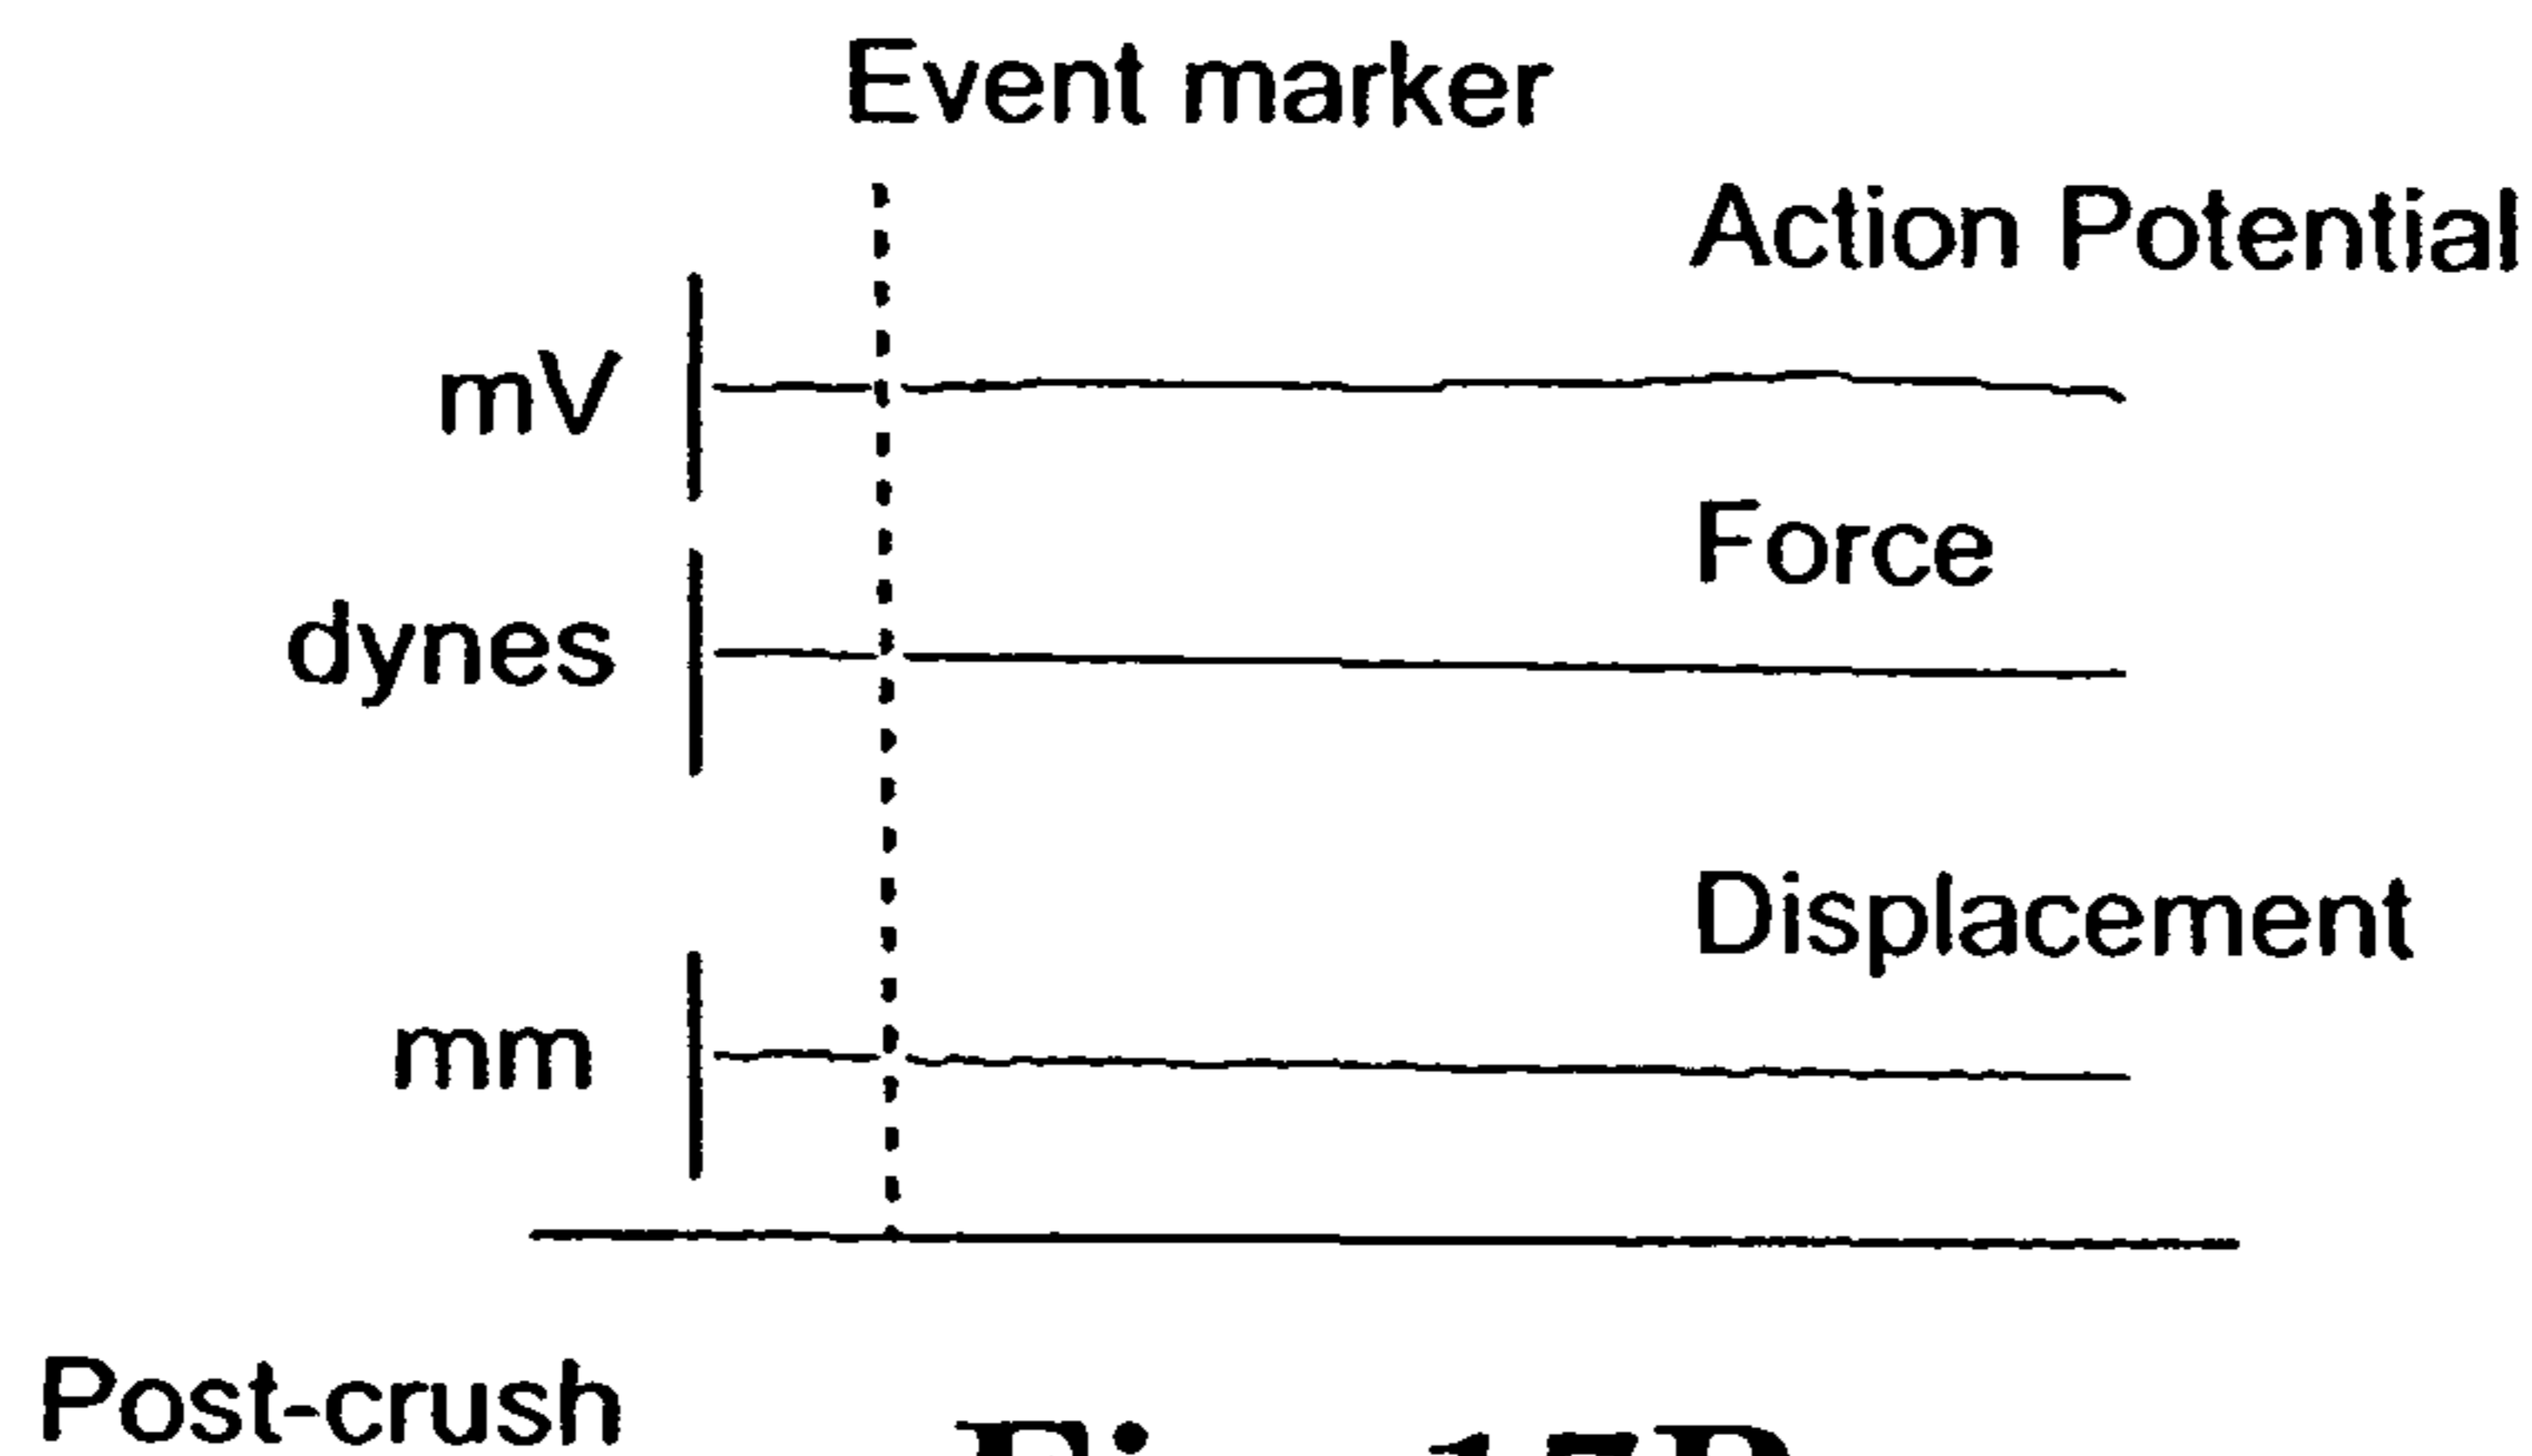 Event marker
Action Potential
mV
Force
dynes
Displacement
mm
Post-crush